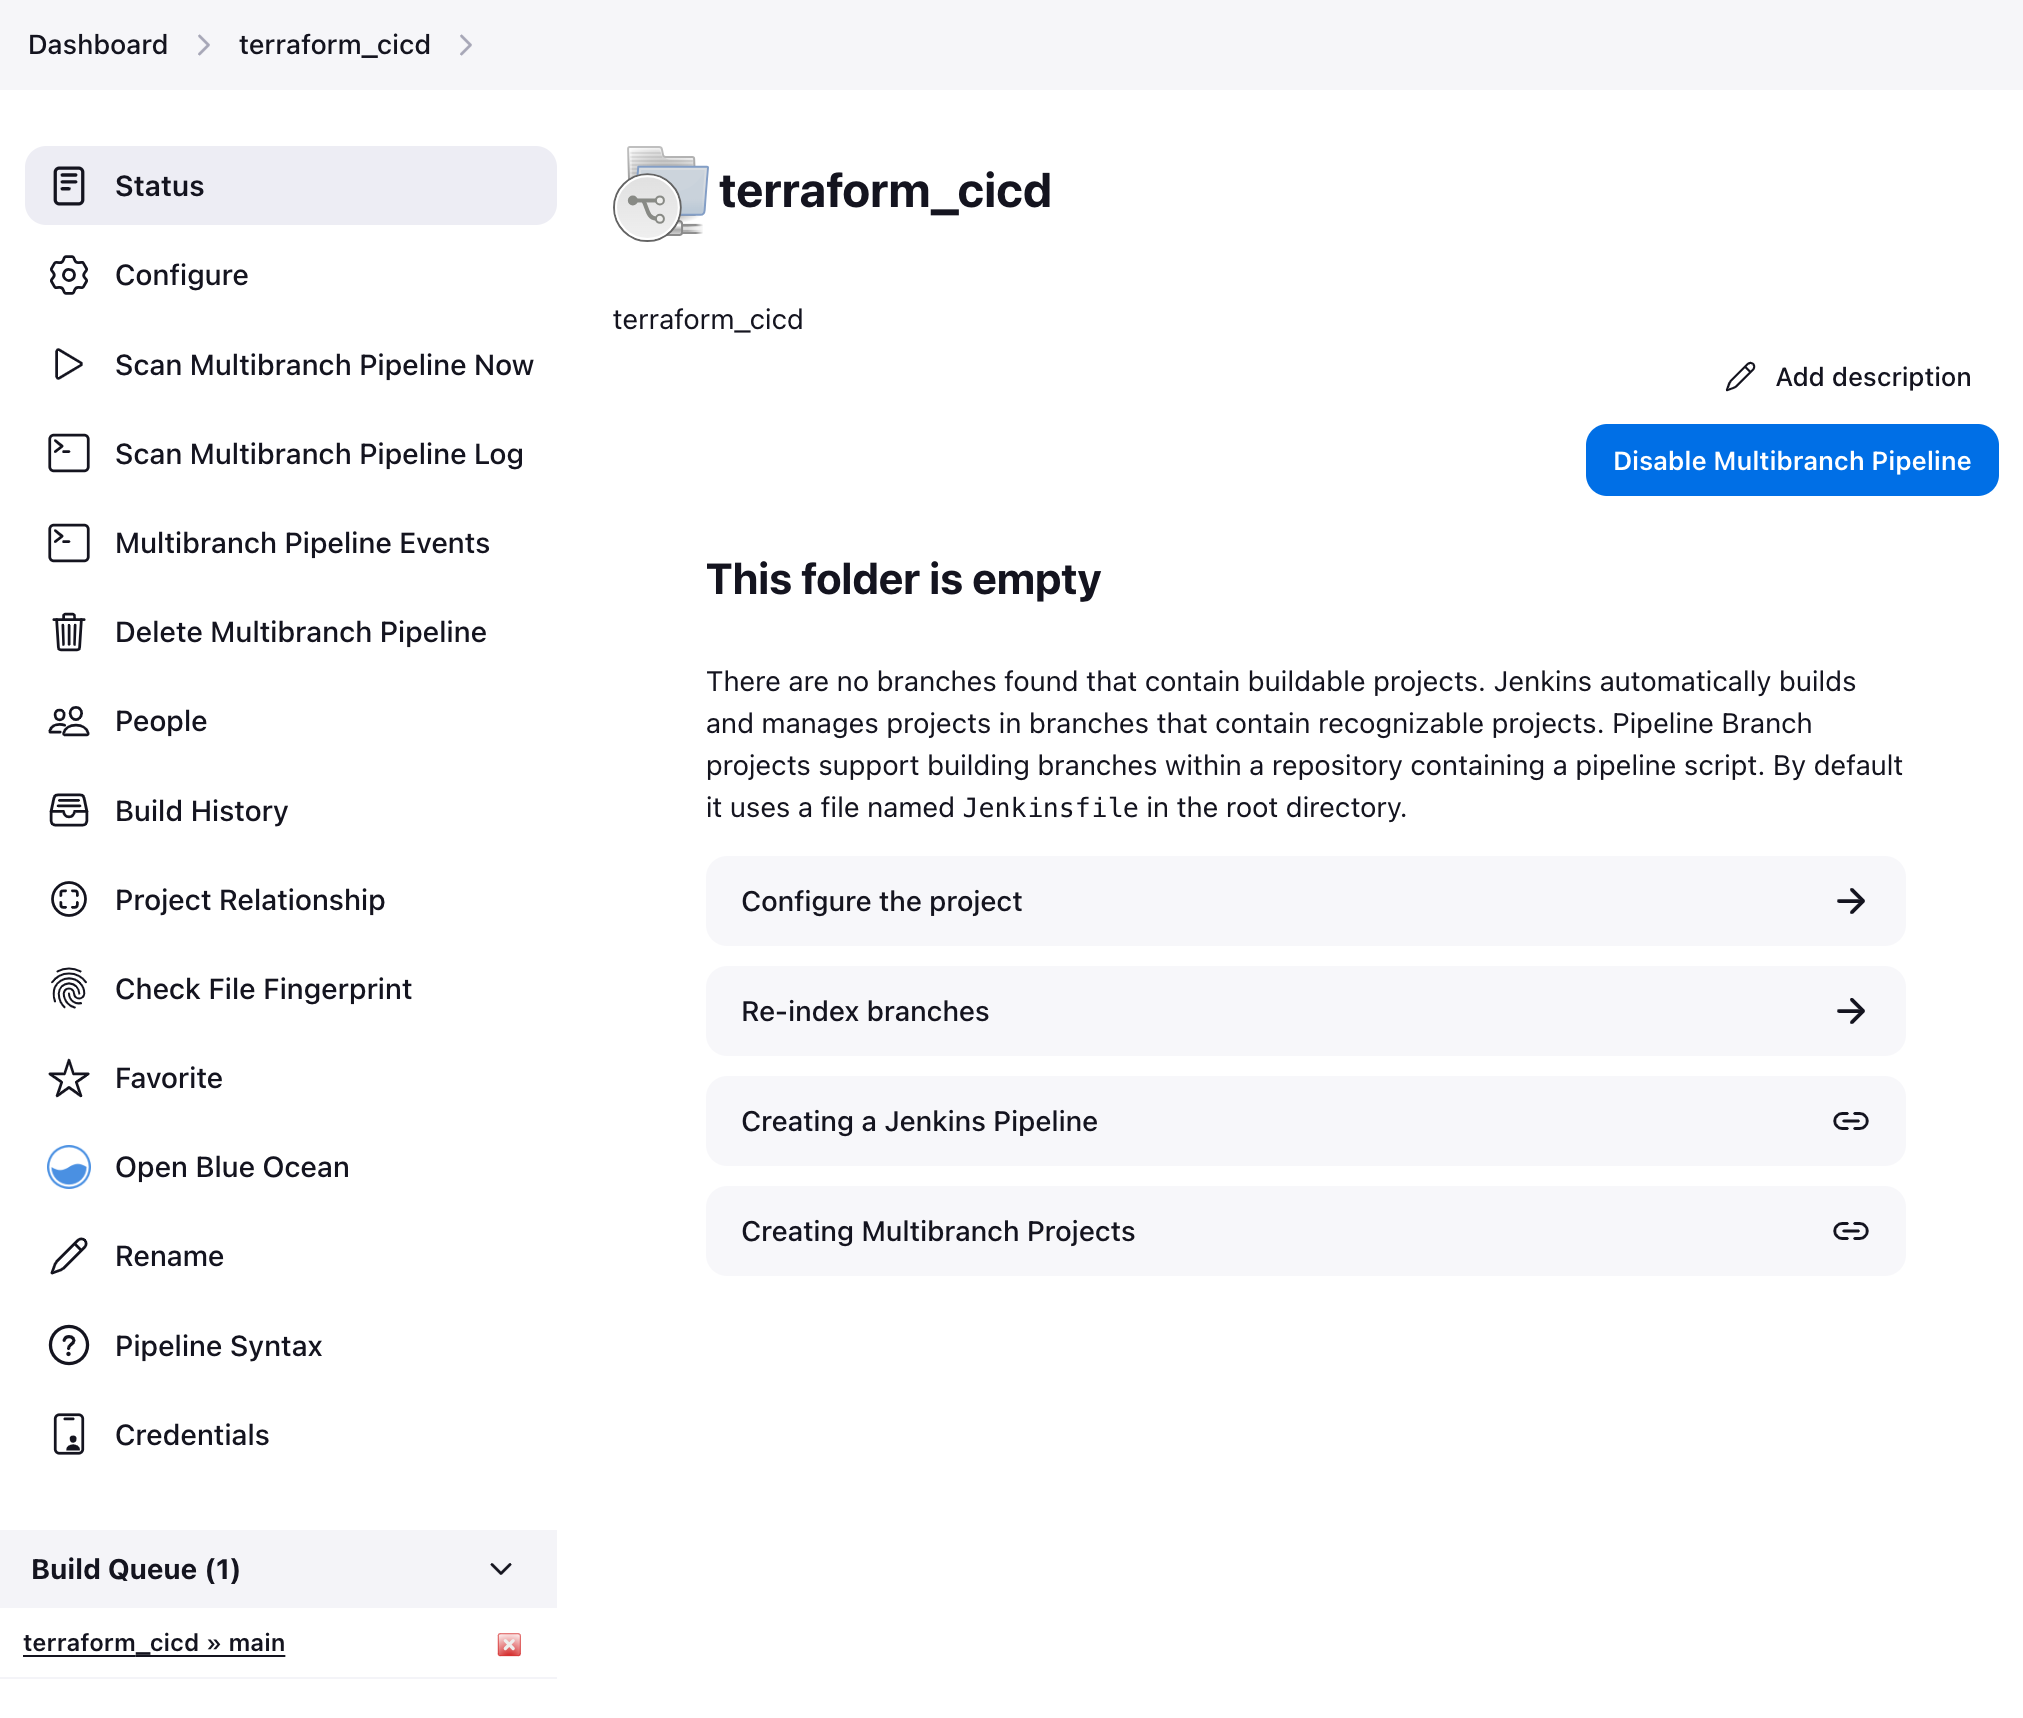 Dashboard
terraform_cicd
Status
Configure
Scan Multibranch Pipeline Now
Scan Multibranch Pipeline Log
Multibranch Pipeline Events
Delete Multibranch Pipeline
People
Build History
Project Relationship
Check File Fingerprint
Favorite
Open Blue Ocean
Rename
Pipeline Syntax
Credentials
Build Queue (1)
terraform_cicd » main
terraform_cicd
terraform_cicd
Add description
Disable Multibranch Pipeline
This folder is empty
There are no branches found that contain buildable projects. Jenkins automatically builds
and manages projects in branches that contain recognizable projects. Pipeline Branch
projects support building branches within a repository containing a pipeline script. By default
it uses a file named Jenkinsfile in the root directory.
Configure the project
Re-index branches
Creating a Jenkins Pipeline
Creating Multibranch Projects